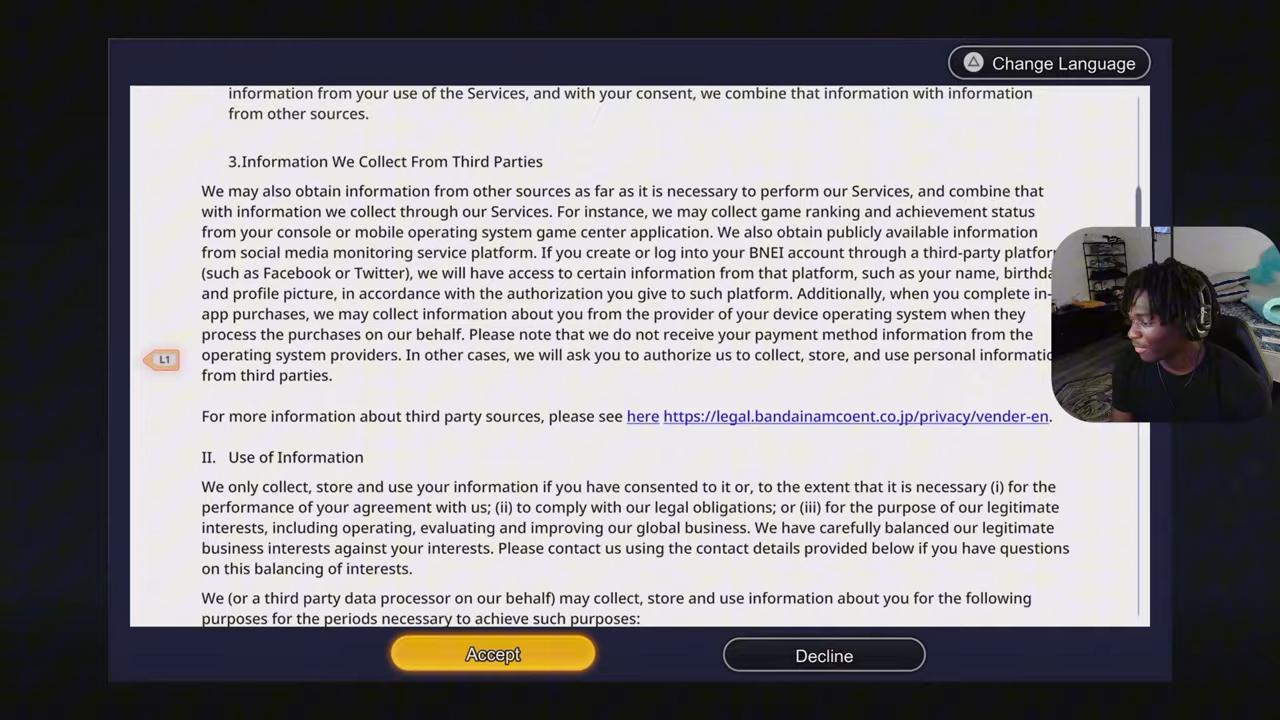 Change Language
information from your use of the Services, and with your consent, we combine that information with information
from other sources.
3.Information We Collect From Third Parties
We may also obtain information from other sources as far as it is necessary to perform our Services, and combine that
with information we collect through our Services. For instance, we may collect game ranking and achievement status
from your console or mobile operating system game center application. We also obtain publicly available information
from social media monitoring service platform. If you create or log into your BNEI account through a third-party platfor
(such as Facebook or Twitter), we will have access to certain information from that platform, such as your name, birthda
and profile picture, in accordance with the authorization you give to such platform. Additionally, when you complete in-
app purchases, we may collect information about you from the provider of your device operating system when they
process the purchases on our behalf. Please note that we do not receive your payment method information from the
L1
operating system providers. In other cases, we will ask you to authorize us to collect, store, and use personal informatio
from third parties.
For more information about third party sources, please see here https://legal.bandainamcoent.co.jp/privacy/vender-en.
II. Use of Information
We only collect, store and use your information if you have consented to it or, to the extent that it is necessary (i) for the
performance of your agreement with us; (ii) to comply with our legal obligations; or (iii) for the purpose of our legitimate
interests, including operating, evaluating and improving our global business. We have carefully balanced our legitimate
business interests against your interests. Please contact us using the contact details provided below if you have questions
on this balancing of interests.
We (or a third party data processor on our behalf) may collect, store and use information about you for the following
purposes for the periods necessary to achieve such purposes:
Accept
Decline